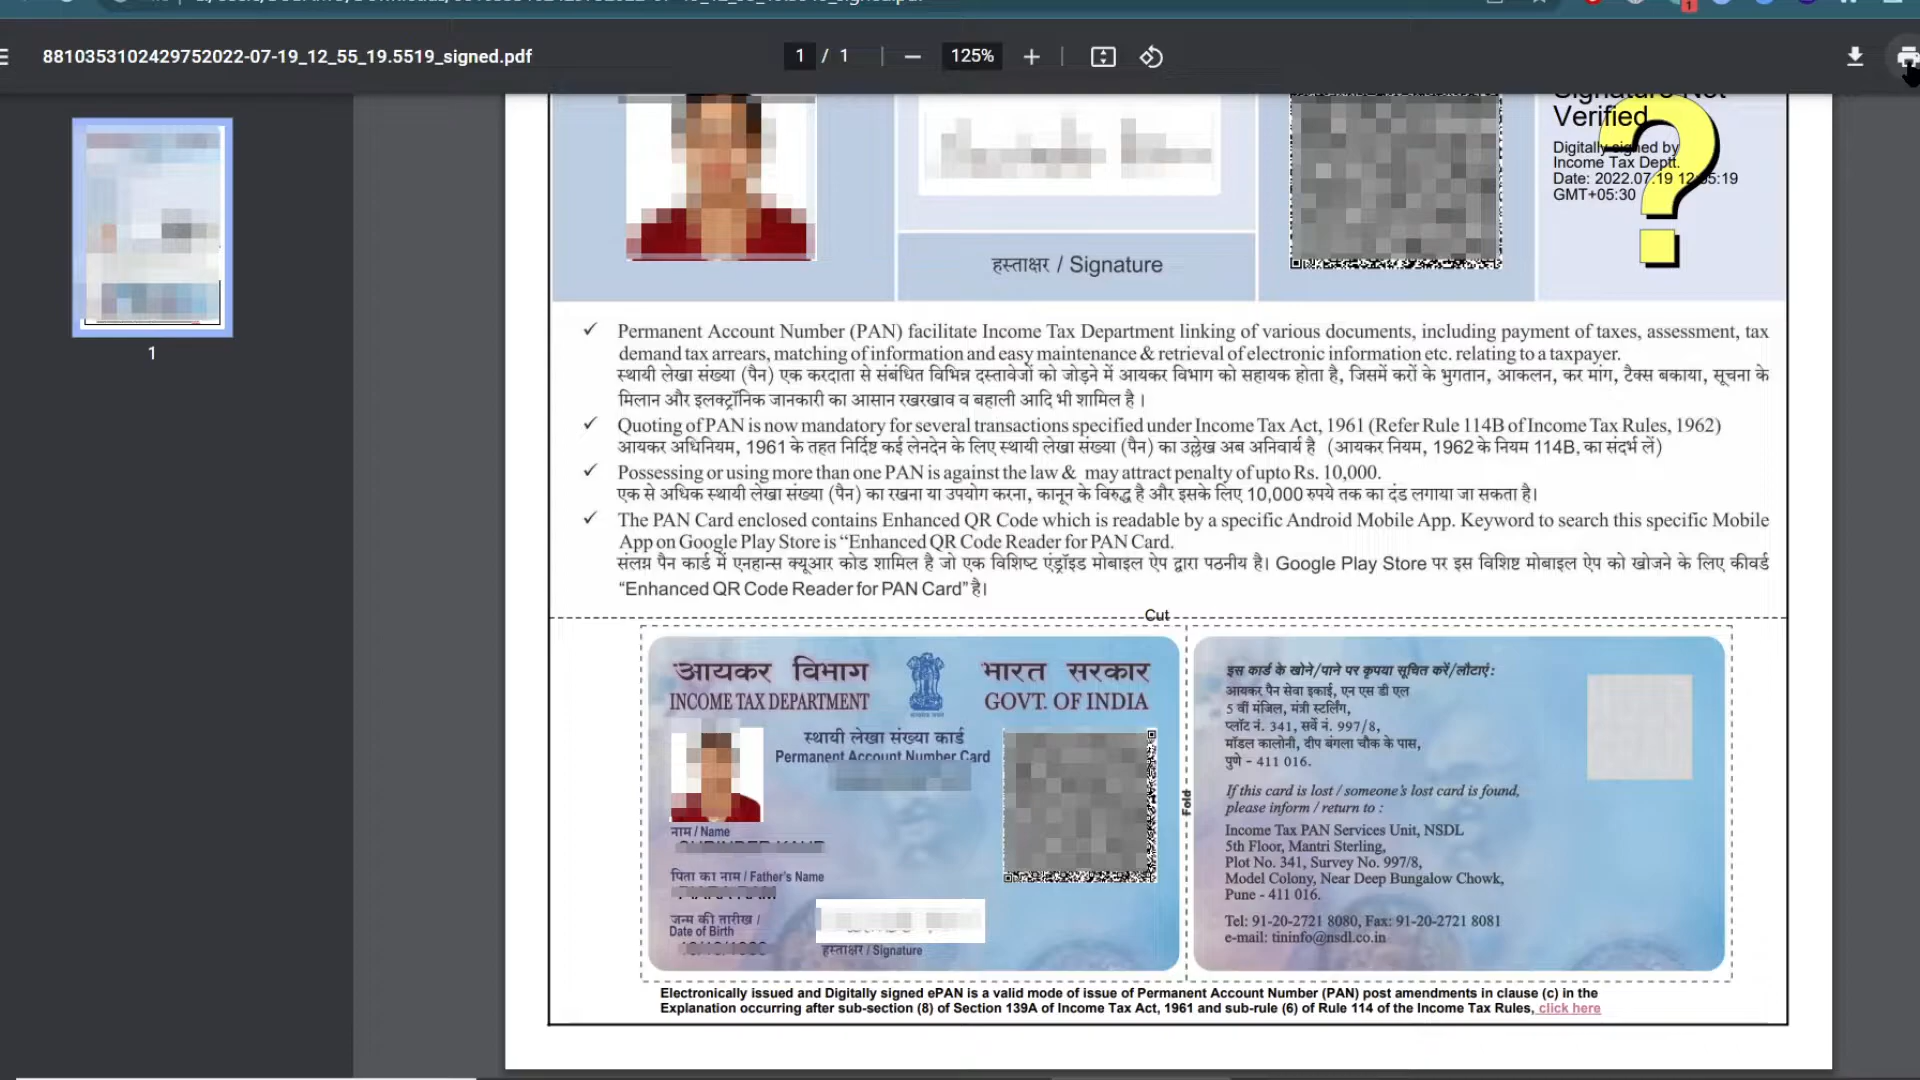 8810353102429752022-07-19_12_55_19.5519_signed.pdf
1 / 1
125%
1
हस्ताक्षर / Signature
Verified
Digitally signed by
Income Tax Deptt.
Date: 2022.07.19 12:55:19
GMT+05:30
✓ Permanent Account Number (PAN) facilitate Income Tax Department linking of various documents, including payment of taxes, assessment, tax
demand tax arrears, matching of information and easy maintenance & retrieval of electronic information etc. relating to a taxpayer.
स्थायी लेखा संख्या (पैन) एक करदाता से संबंधित विभिन्न दस्तावेजों को जोड़ने में आयकर विभाग को सहायक होता है, जिसमें करों के भुगतान, आकलन, कर मांग, टैक्स बकाया, सूचना के
मिलान और इलक्ट्रॉनिक जानकारी का आसान रखरखाव व बहाली आदि भी शामिल है ।
✓ Quoting of PAN is now mandatory for several transactions specified under Income Tax Act, 1961 (Refer Rule 114B of Income Tax Rules, 1962)
आयकर अधिनियम, 1961 के तहत निर्दिष्ट कई लेनदेन के लिए स्थायी लेखा संख्या (पैन) का उल्लेख अब अनिवार्य है (आयकर नियम, 1962 के नियम 114B, का संदर्भ लें)
✓ Possessing or using more than one PAN is against the law & may attract penalty of upto Rs. 10,000.
एक से अधिक स्थायी लेखा संख्या (पैन) का रखना या उपयोग करना, कानून के विरुद्ध है और इसके लिए 10,000 रुपये तक का दंड लगाया जा सकता है।
✓ The PAN Card enclosed contains Enhanced QR Code which is readable by a specific Android Mobile App. Keyword to search this specific Mobile
App on Google Play Store is “Enhanced QR Code Reader for PAN Card.
संलग्न पैन कार्ड में एनहान्स क्यूआर कोड शामिल है जो एक विशिष्ट एंड्रॉइड मोबाइल ऐप द्वारा पठनीय है। Google Play Store पर इस विशिष्ट मोबाइल ऐप को खोजने के लिए कीवर्ड
“Enhanced QR Code Reader for PAN Card” है।
Cut
आयकर विभाग
INCOME TAX DEPARTMENT
भारत सरकार
GOVT. OF INDIA
स्थायी लेखा संख्या कार्ड
Permanent Account Number Card
नाम / Name
पिता का नाम / Father's Name
जन्म की तारीख /
Date of Birth
हस्ताक्षर / Signature
Fold
इस कार्ड के खोने/पाने पर कृपया सूचित करें/लौटाएं :
आयकर पैन सेवा इकाई, एन एस डी एल
5 वीं मंजिल, मंत्री स्टर्लिंग,
प्लॉट नं. 341, सर्वे नं. 997/8,
मॉडल कालोनी, दीप बंगला चौक के पास,
पुणे - 411 016.
If this card is lost / someone's lost card is found,
please inform / return to :
Income Tax PAN Services Unit, NSDL
5th Floor, Mantri Sterling,
Plot No. 341, Survey No. 997/8,
Model Colony, Near Deep Bungalow Chowk,
Pune - 411 016.
Tel: 91-20-2721 8080, Fax: 91-20-2721 8081
e-mail: tininfo@nsdl.co.in
Electronically issued and Digitally signed ePAN is a valid mode of issue of Permanent Account Number (PAN) post amendments in clause (c) in the
Explanation occurring after sub-section (8) of Section 139A of Income Tax Act, 1961 and sub-rule (6) of Rule 114 of the Income Tax Rules, click here